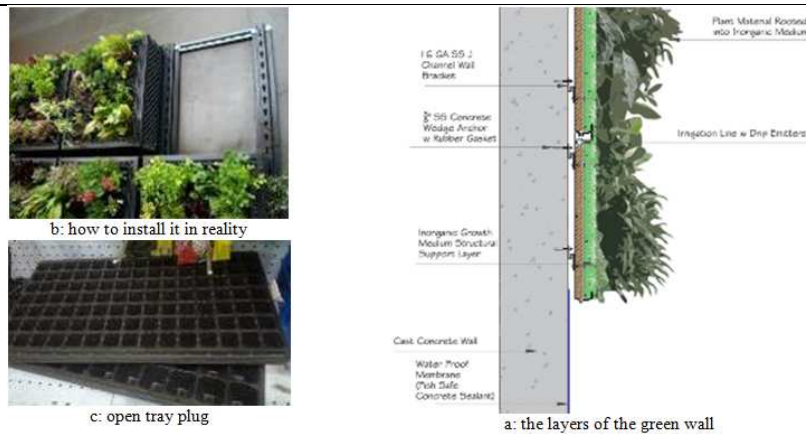 b: how to install it in reality
c: open tray plug
16 GA SS J
Channel Wall
Bracket
⅜" SS Concrete
Wedge Anchor
w Rubber Gasket
Inorganic Growth
Medium Structural
Support Layer
Cast Concrete Wall
Water Proof
Membrane
(Fish Safe
Concrete Sealant)
Plant Material Rooted
into Inorganic Medium
Irrigation Line w Drip Emitters
a: the layers of the green wall